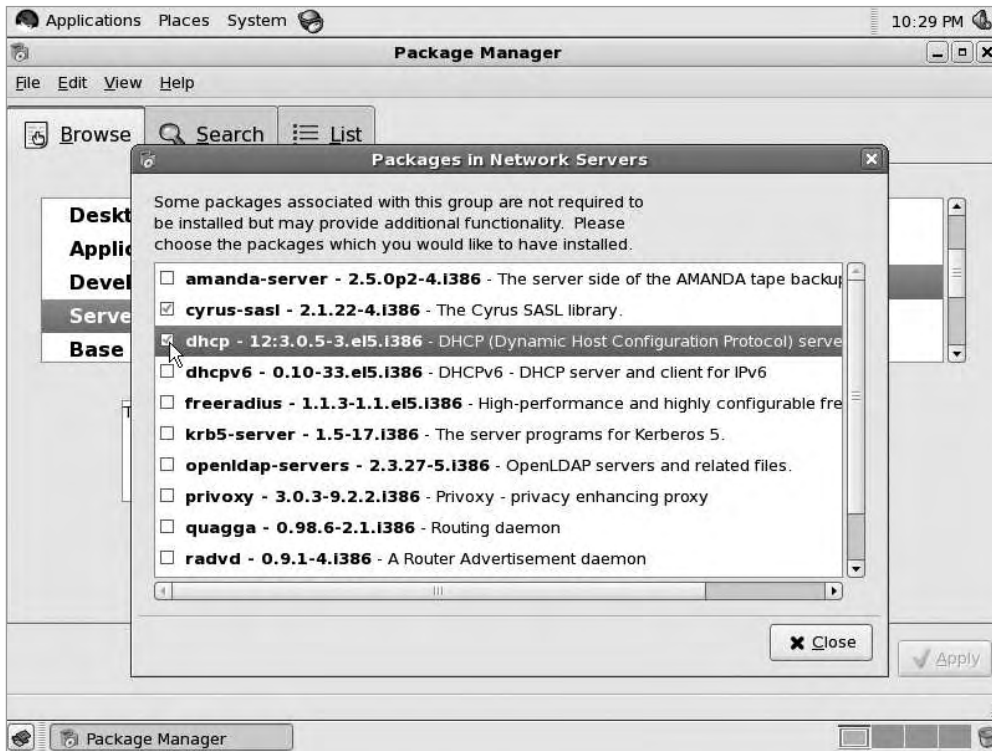 Applications Places System
10:29 PM
Package Manager
File Edit View Help
Browse
Search
List
Packages in Network Servers
Some packages associated with this group are not required to
be installed but may provide additional functionality. Please
choose the packages which you would like to have installed.
Deskt
Applic
Devel
Serve
Base
T
amanda-server - 2.5.0p2-4.i386 - The server side of the AMANDA tape backup
cyrus-sasl - 2.1.22-4.i386 - The Cyrus SASL library.
dhcp - 12:3.0.5-3.el5.i386 - DHCP (Dynamic Host Configuration Protocol) serve
dhcpv6 - 0.10-33.el5.i386 - DHCPv6 - DHCP server and client for IPv6
freeradius - 1.1.3-1.1.el5.i386 - High-performance and highly configurable fre
krb5-server - 1.5-17.i386 - The server programs for Kerberos 5.
openldap-servers - 2.3.27-5.i386 - OpenLDAP servers and related files.
privoxy - 3.0.3-9.2.2.i386 - Privoxy - privacy enhancing proxy
quagga - 0.98.6-2.1.i386 - Routing daemon
radvd - 0.9.1-4.i386 - A Router Advertisement daemon
Close
Apply
Package Manager